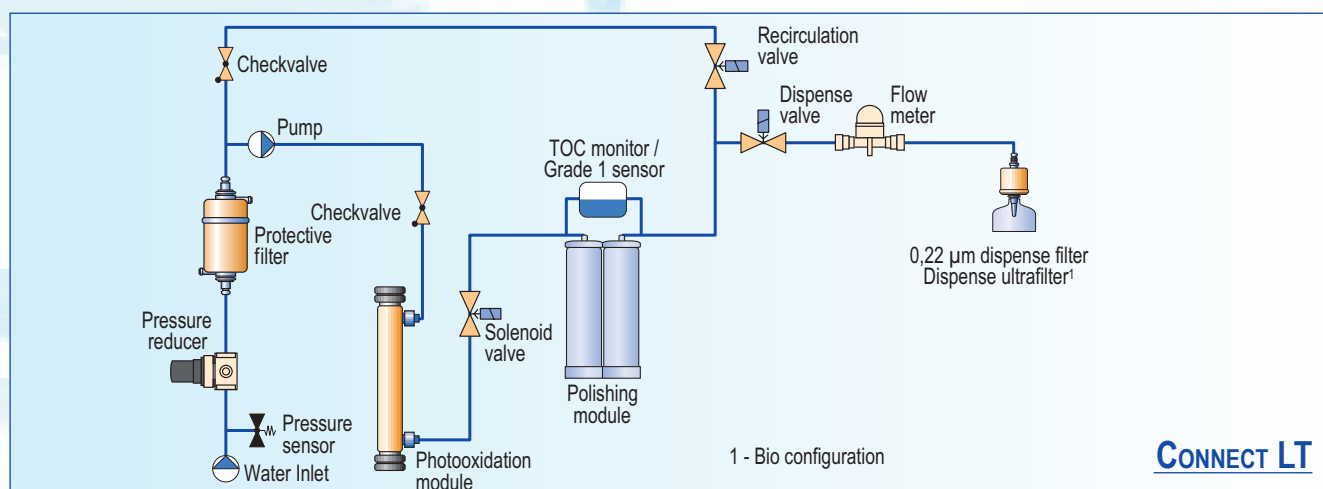 Recirculation
valve
Checkvalve
Dispense
valve
Flow
meter
Pump
TOC monitor /
Grade 1 sensor
Checkvalve
Protective
filter
0,22 µm dispense filter
Dispense ultrafilter¹
Pressure
reducer
Solenoid
valve
Polishing
module
Pressure
sensor
Water Inlet
Photooxidation
module
1 - Bio configuration
CONNECT LT